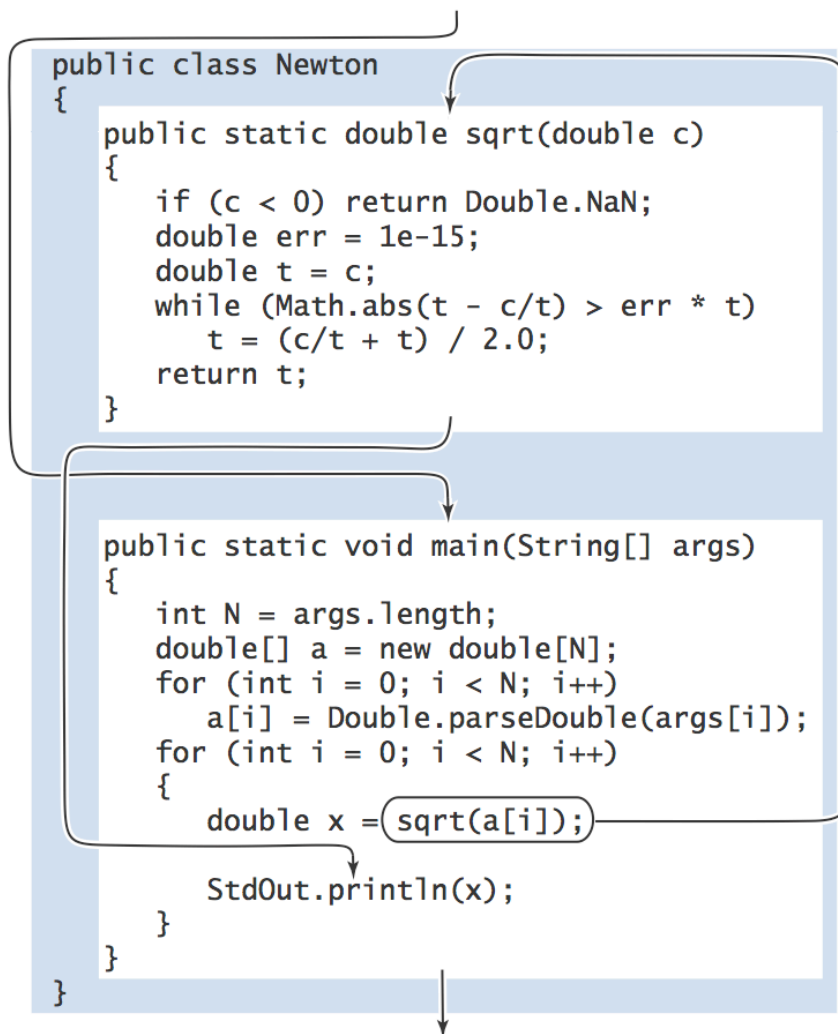 public class Newton
{
public static double sqrt(double c)
{
if (c < 0) return Double.NaN;
double err = 1e-15;
double t = c;
while (Math.abs(t - c/t) > err * t)
t = (c/t + t) / 2.0;
return t;
}
public static void main(String[] args)
{
int N = args.length;
double[] a = new double[N];
for (int i = 0; i < N; i++)
a[i] = Double.parseDouble(args[i]);
for (int i = 0; i < N; i++)
{
double x = sqrt(a[i]);
StdOut.println(x);
}
}
}